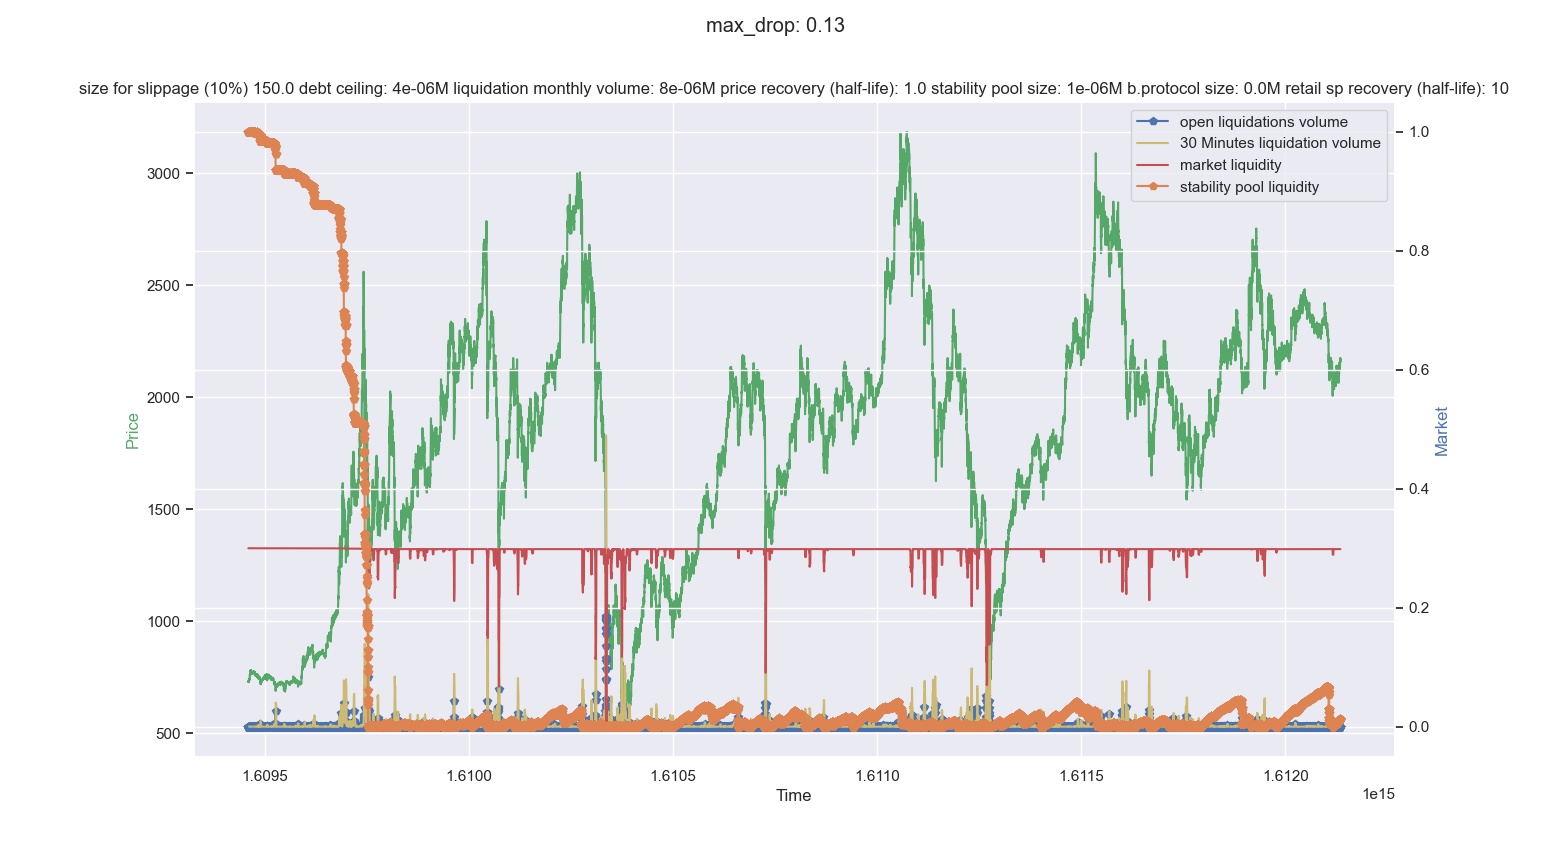 max_drop: 0.13
size for slippage (10%) 150.0 debt ceiling: 4e-06M liquidation monthly volume: 8e-06M price recovery (half-life): 1.0 stability pool size: 1e-06M b.protocol size: 0.0M retail sp recovery (half-life): 10
open liquidations volume
30 Minutes liquidation volume
market liquidity
stability pool liquidity
3000
2500
2000
1500
1000
500
Price
1.0
0.8
0.6
0.4
0.2
0.0
Market
1.6095 1.6100 1.6105 1.6110 1.6115 1.6120
Time
1e15